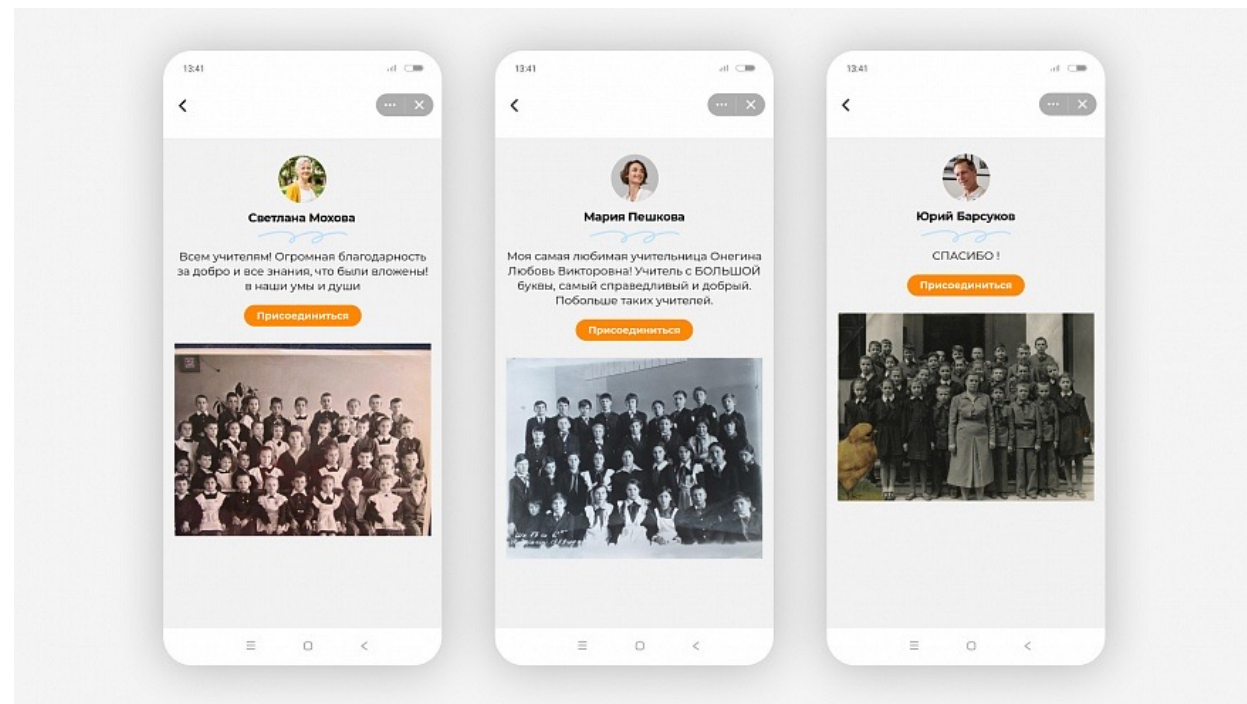 13:41
Светлана Мохова
Всем учителям! Огромная благодарность
за добро и все знания, что были вложены!
в наши умы и души
Присоединиться
13:41
Мария Пешкова
Моя самая любимая учительница Онегина
Любовь Викторовна! Учитель с БОЛЬШОЙ
буквы, самый справедливый и добрый.
Побольше таких учителей.
Присоединиться
13:41
Юрий Барсуков
СПАСИБО !
Присоединиться